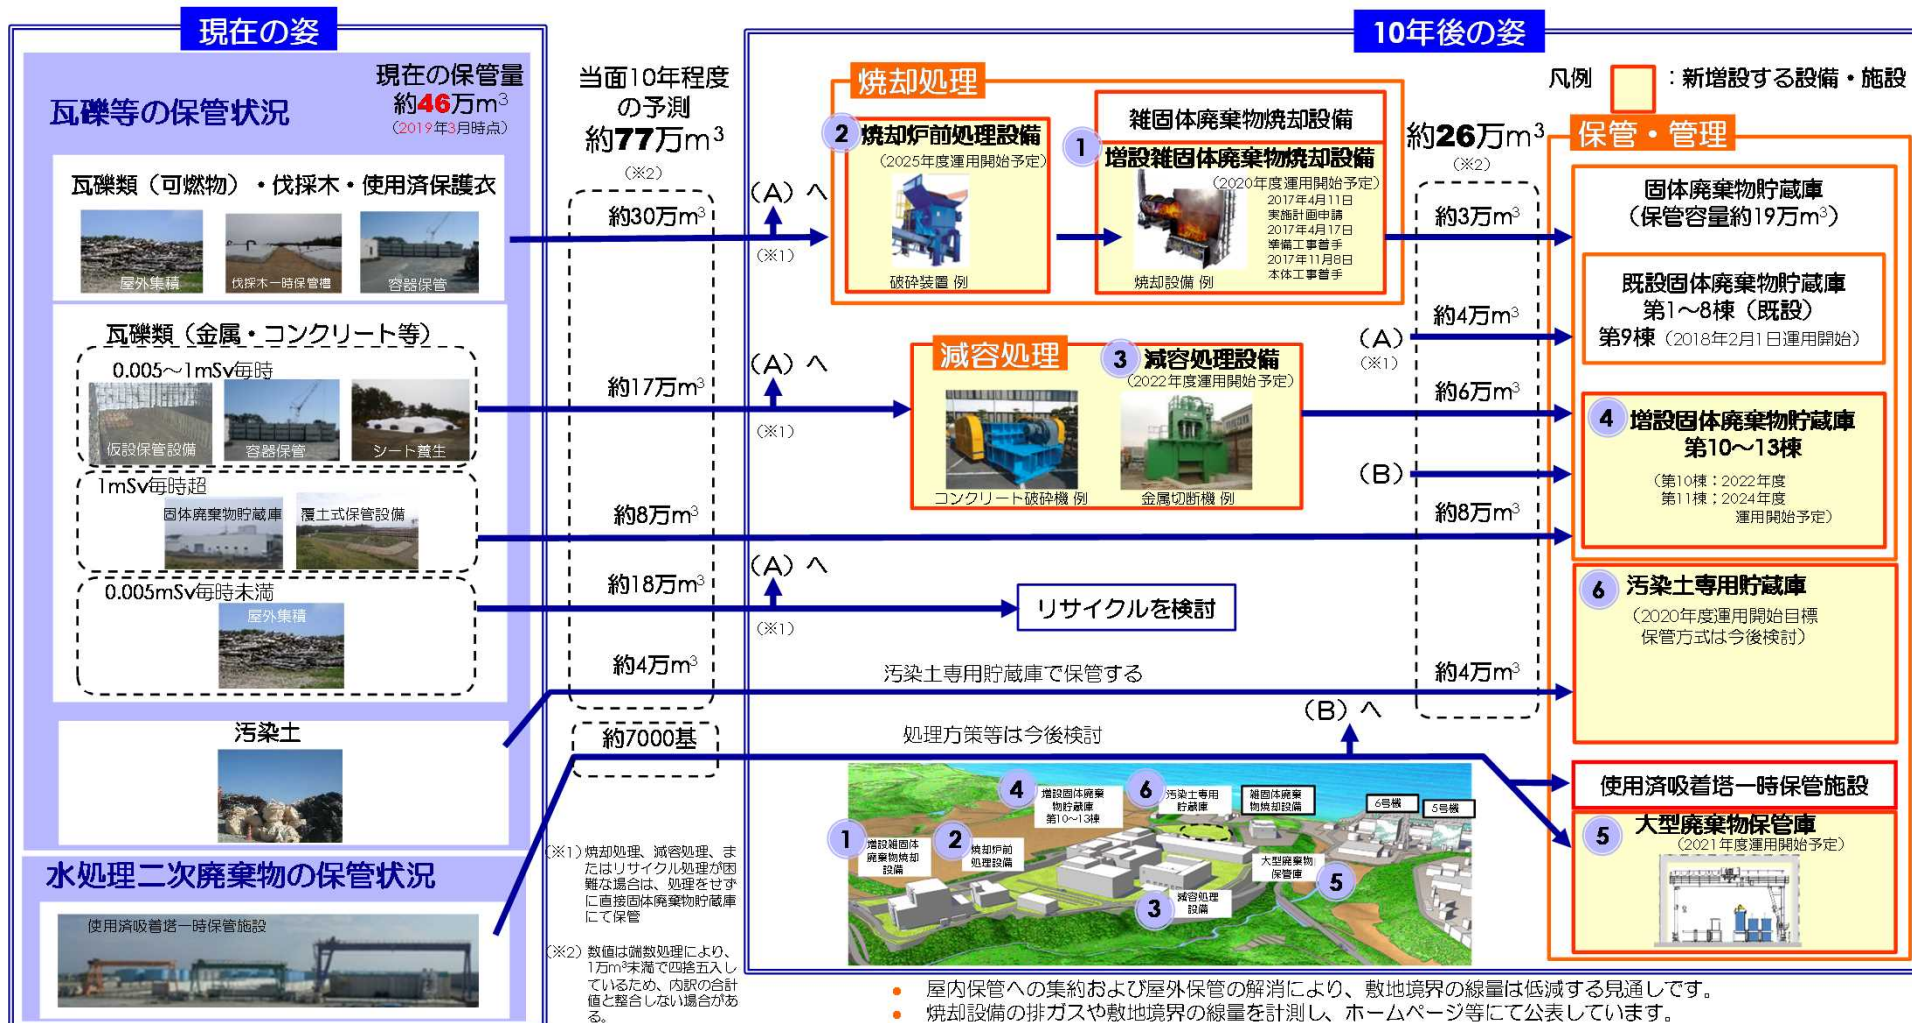 現在の姿
瓦礫等の保管状況
現在の保管量
約46万m³
（2019年3月時点）
瓦礫類（可燃物）・伐採木・使用済保護衣
屋外集積
伐採木一時保管槽
容器保管
瓦礫類（金属・コンクリート等）
0.005～1mSv毎時
仮設保管設備
容器保管
シート養生
1mSv毎時超
固体廃棄物貯蔵庫
覆土式保管設備
0.005mSv毎時未満
屋外集積
汚染土
水処理二次廃棄物の保管状況
使用済吸着塔一時保管施設
当面10年程度
の予測
約77万m³
（※2）
約30万m³
約17万m³
約8万m³
約18万m³
約4万m³
約7000基
（※1）焼却処理、減容処理、ま
たはリサイクル処理が困
難な場合は、処理をせず
に直接固体廃棄物貯蔵庫
にて保管
（※2）数値は端数処理により、
1万m³未満で四捨五入し
ているため、内訳の合計
値と整合しない場合があ
る。
10年後の姿
凡例
：新増設する設備・施設
焼却処理
（A）へ
（※1）
2 焼却炉前処理設備
（2025年度運用開始予定）
破砕装置 例
雑固体廃棄物焼却設備
1 増設雑固体廃棄物焼却設備
（2020年度運用開始予定）
2017年4月11日
実施計画申請
2017年4月17日
準備工事着手
2017年11月8日
本体工事着手
焼却設備 例
（A）へ
（※1）
減容処理
3 減容処理設備
（2022年度運用開始予定）
コンクリート破砕機 例
金属切断機 例
（A）へ
（※1）
リサイクルを検討
汚染土専用貯蔵庫で保管する
処理方策等は今後検討
（B）へ
約26万m³
（※2）
約3万m³
約4万m³
（A）
（※1）
約6万m³
（B）
約8万m³
約4万m³
保管・管理
固体廃棄物貯蔵庫
（保管容量約19万m³）
既設固体廃棄物貯蔵庫
第1～8棟（既設）
第9棟（2018年2月1日運用開始）
4 増設固体廃棄物貯蔵庫
第10～13棟
（第10棟：2022年度
第11棟；2024年度
運用開始予定）
6 汚染土専用貯蔵庫
（2020年度運用開始目標
保管方式は今後検討）
使用済吸着塔一時保管施設
5 大型廃棄物保管庫
（2021年度運用開始予定）
4
増設固体廃棄
物貯蔵庫
第10～13棟
6
汚染土専用
貯蔵庫
雑固体廃棄
物焼却設備
6号機
5号機
1
増設雑固体
廃棄物焼却
設備
2
焼却炉前
処理設備
大型廃棄物
保管庫
5
3
減容処理
設備
● 屋内保管への集約および屋外保管の解消により、敷地境界の線量は低減する見通しです。
● 焼却設備の排ガスや敷地境界の線量を計測し、ホームページ等にて公表しています。